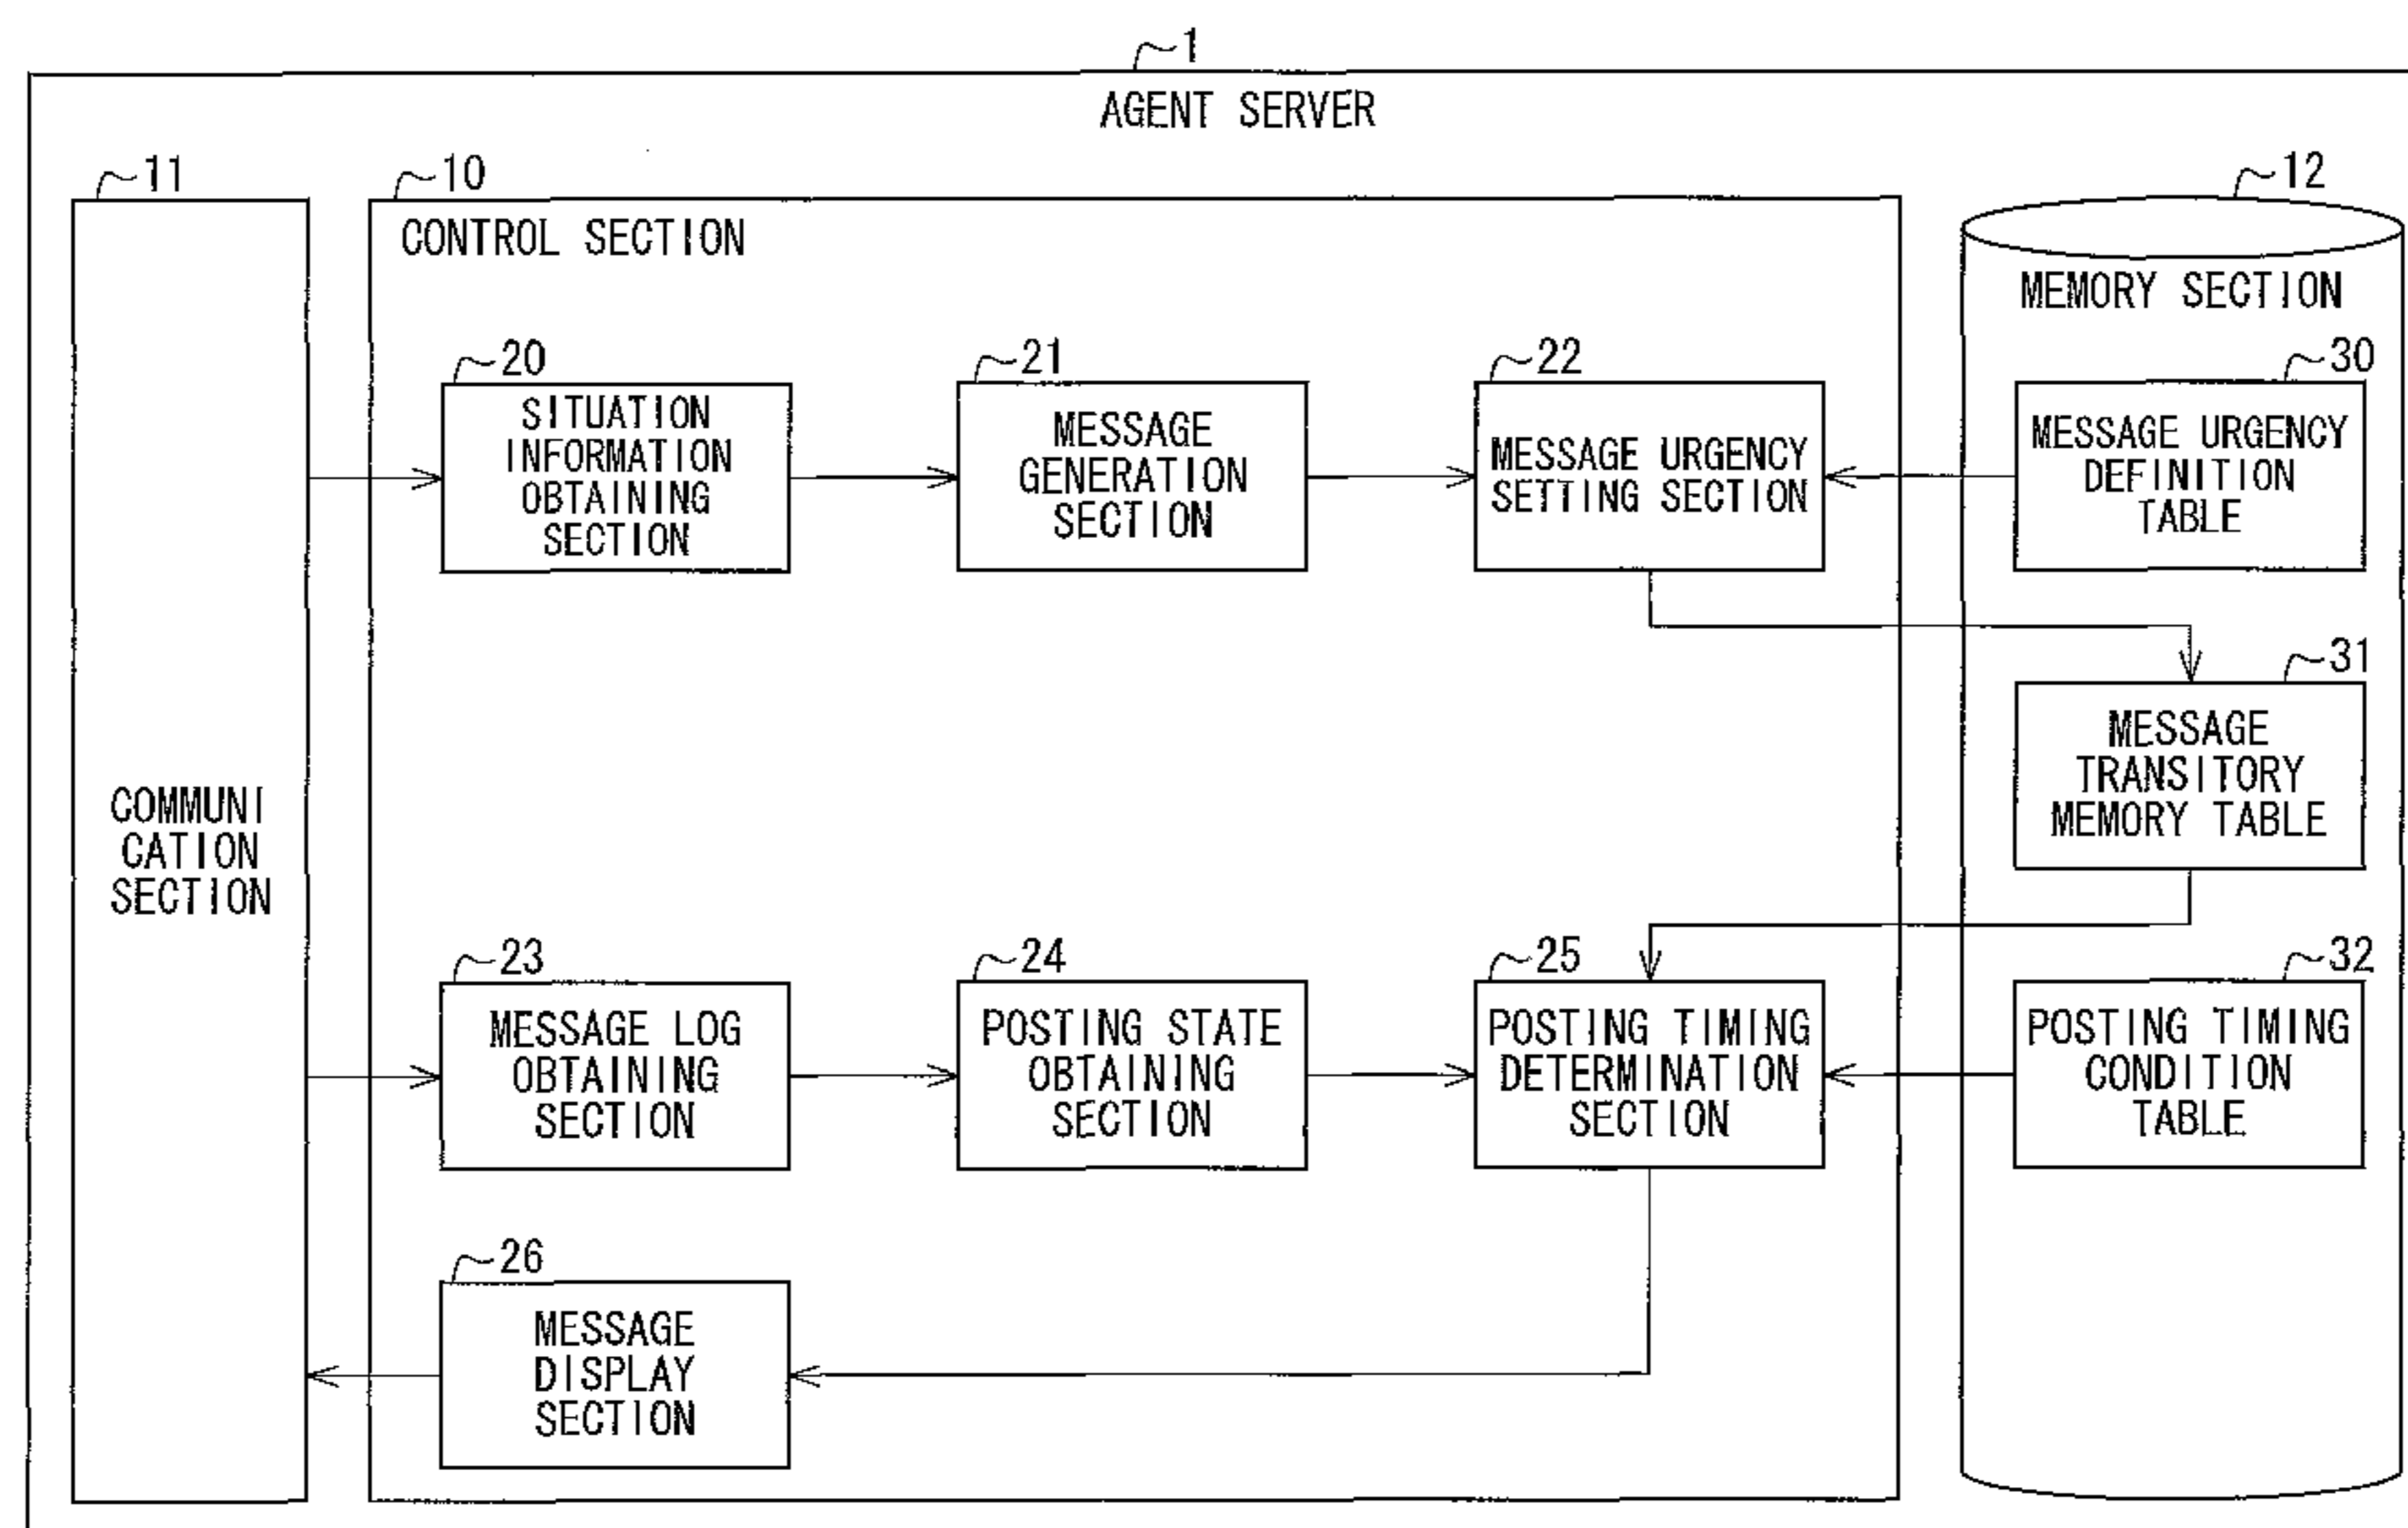 1
AGENT SERVER
11
10
12
CONTROL SECTION
MEMORY SECTION
20
21
22
30
SITUATION
INFORMATION
OBTAINING
SECTION
MESSAGE
GENERATION
SECTION
MESSAGE URGENCY
SETTING SECTION
MESSAGE URGENCY
DEFINITION
TABLE
31
MESSAGE
TRANSITORY
MEMORY TABLE
COMMUNI
CATION
SECTION
23
24
25
32
MESSAGE LOG
OBTAINING
SECTION
POSTING STATE
OBTAINING
SECTION
POSTING TIMING
DETERMINATION
SECTION
POSTING TIMING
CONDITION
TABLE
26
MESSAGE
DISPLAY
SECTION